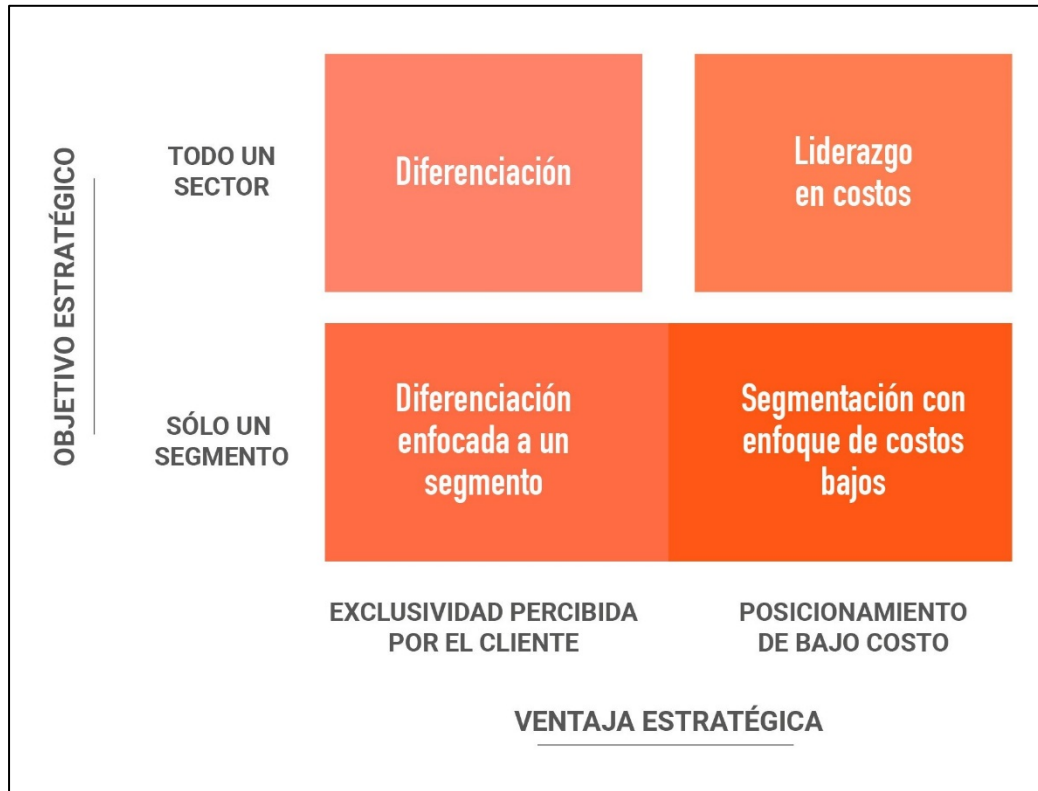 OBJETIVO ESTRATÉGICO
TODO UN
SECTOR
Diferenciación
Liderazgo
en costos
SÓLO UN
SEGMENTO
Diferenciación
enfocada a un
segmento
Segmentación con
enfoque de costos
bajos
EXCLUSIVIDAD PERCIBIDA
POR EL CLIENTE
POSICIONAMIENTO
DE BAJO COSTO
VENTAJA ESTRATÉGICA